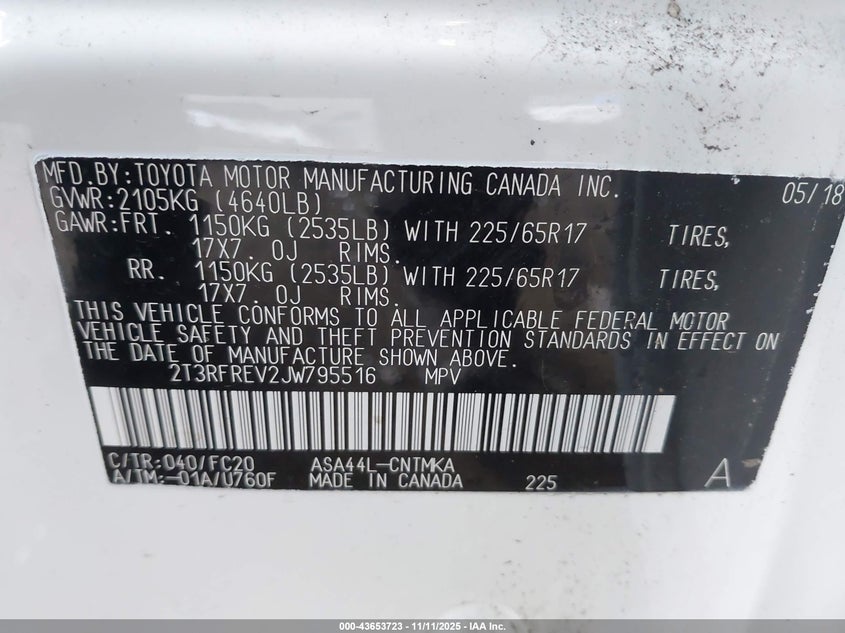 MFD.BY:TOYOTA MOTOR MANUFACTURING CANADA INC. 05/18
GVWR:2105KG (4640LB)
GAWR:FRT. 1150KG (2535LB) WITH 225/65R17 TIRES,
17X7. 0J RIMS.
RR. 1150KG (2535LB) WITH 225/65R17 TIRES,
17X7. 0J RIMS.
THIS VEHICLE CONFORMS TO ALL APPLICABLE FEDERAL MOTOR
VEHICLE SAFETY AND THEFT PREVENTION STANDARDS IN EFFECT ON
THE DATE OF MANUFACTURE SHOWN ABOVE.
2T3RFREV2JW795516 MPV
C/TR:040/FC20 ASA44L-CNTMKA
A/TM:-01A/U760F MADE IN CANADA 225 A
000-43653723 - 11/11/2025 - IAA Inc.